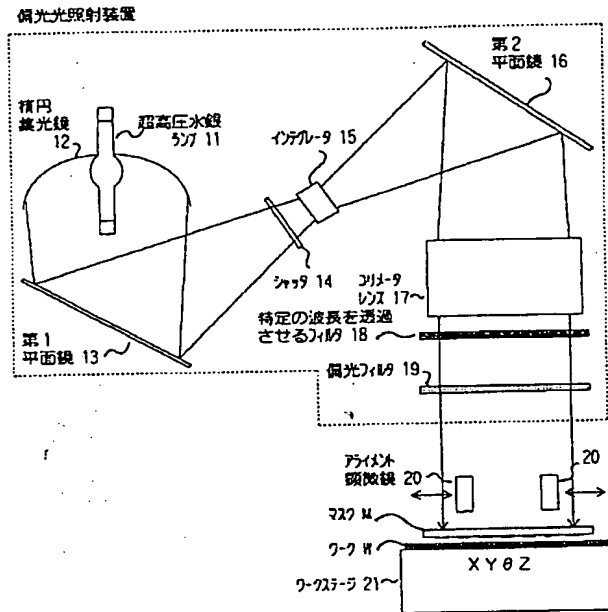 偏光光照射装置
第2
平面鏡 16
楕円
集光鏡
12
超高圧水銀
ランプ 11
インテグレータ
15
シャッタ 14
コリメータ
レンズ 17
特定の波長を透過
させるフィルタ 18
第1
平面鏡 13
偏光フィルタ 19
アライメント
顕微鏡 20
20
マスク M
ワーク W
XYθZ
ワークステージ 21